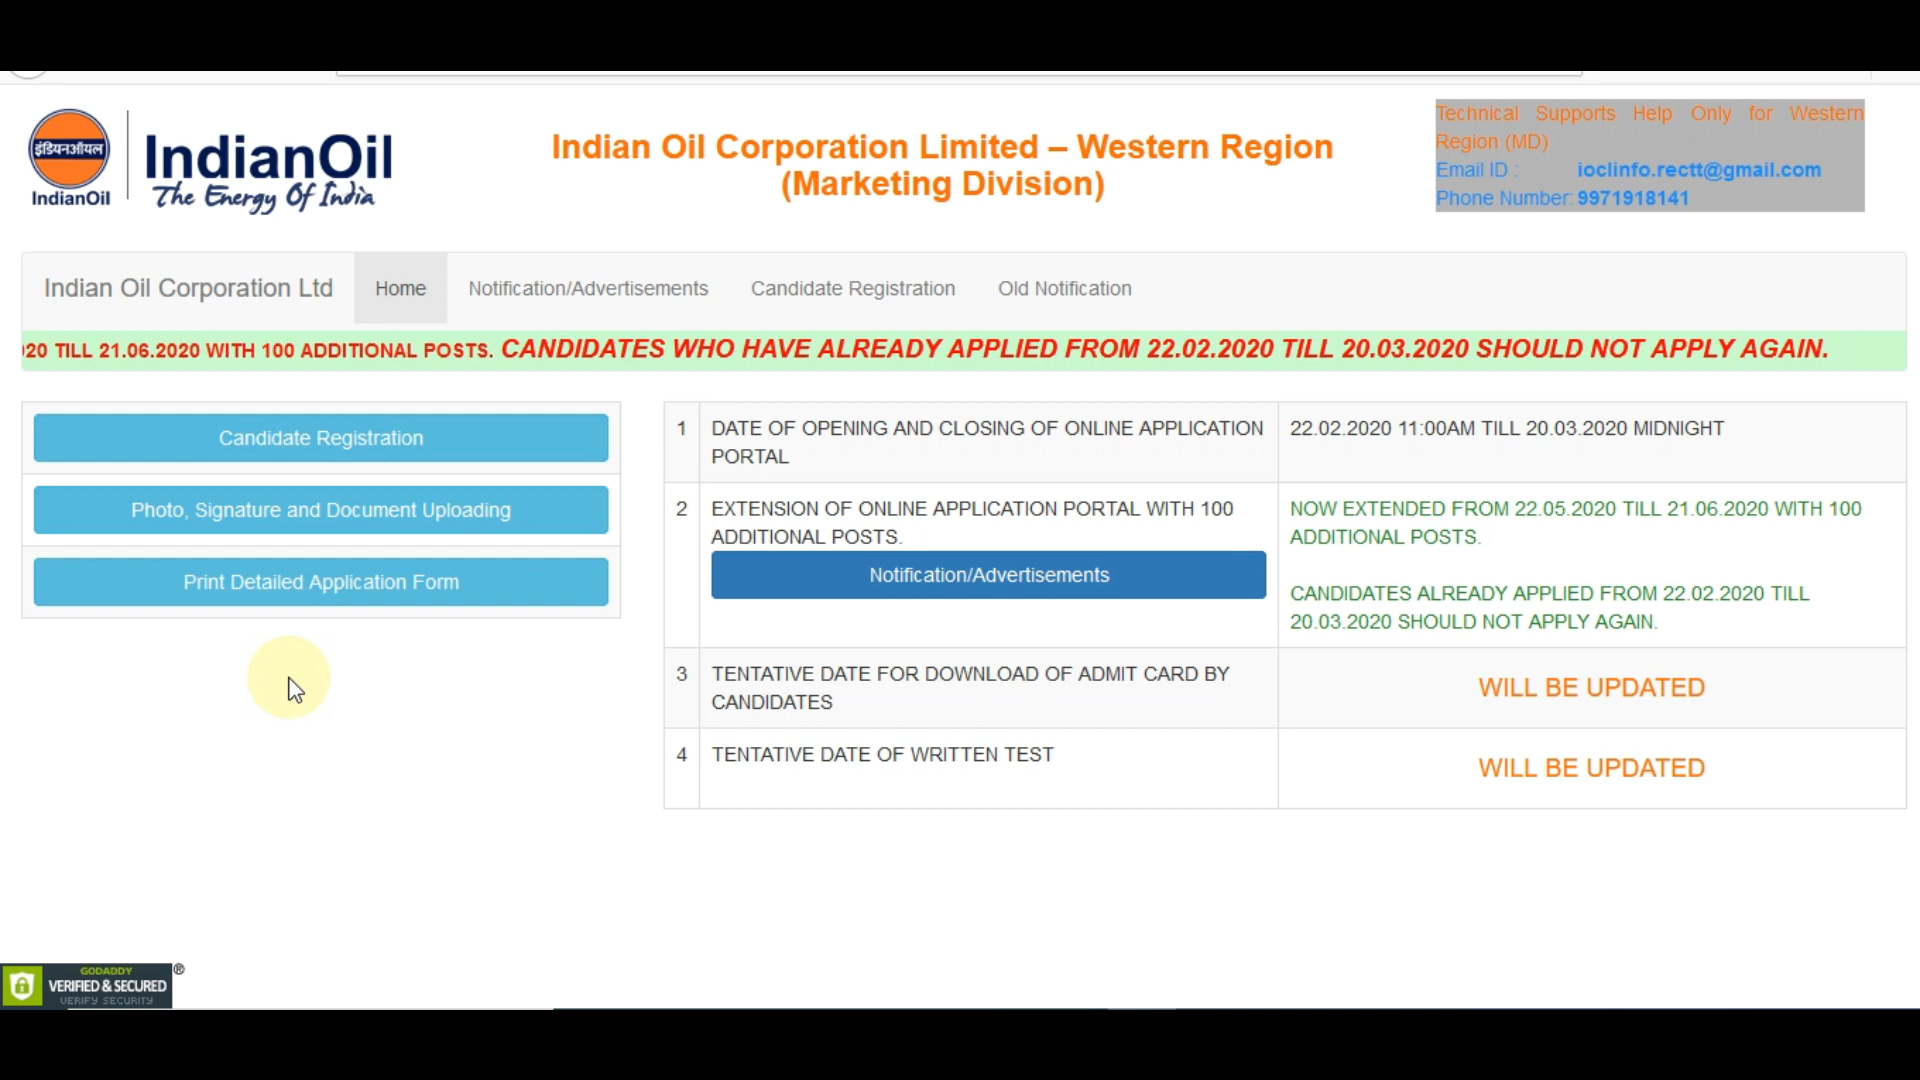 इंडियनऑयल
IndianOil
IndianOil
The Energy Of India
Indian Oil Corporation Limited – Western Region
(Marketing Division)
Technical Supports Help Only for Western
Region (MD)
Email ID : ioclinfo.rectt@gmail.com
Phone Number: 9971918141
Indian Oil Corporation Ltd Home Notification/Advertisements Candidate Registration Old Notification
20 TILL 21.06.2020 WITH 100 ADDITIONAL POSTS. CANDIDATES WHO HAVE ALREADY APPLIED FROM 22.02.2020 TILL 20.03.2020 SHOULD NOT APPLY AGAIN.
Candidate Registration
Photo, Signature and Document Uploading
Print Detailed Application Form
1 DATE OF OPENING AND CLOSING OF ONLINE APPLICATION
PORTAL
22.02.2020 11:00AM TILL 20.03.2020 MIDNIGHT
2 EXTENSION OF ONLINE APPLICATION PORTAL WITH 100
ADDITIONAL POSTS.
Notification/Advertisements
NOW EXTENDED FROM 22.05.2020 TILL 21.06.2020 WITH 100
ADDITIONAL POSTS.
CANDIDATES ALREADY APPLIED FROM 22.02.2020 TILL
20.03.2020 SHOULD NOT APPLY AGAIN.
3 TENTATIVE DATE FOR DOWNLOAD OF ADMIT CARD BY
CANDIDATES
WILL BE UPDATED
4 TENTATIVE DATE OF WRITTEN TEST
WILL BE UPDATED
GODADDY ®
VERIFIED & SECURED
VERIFY SECURITY